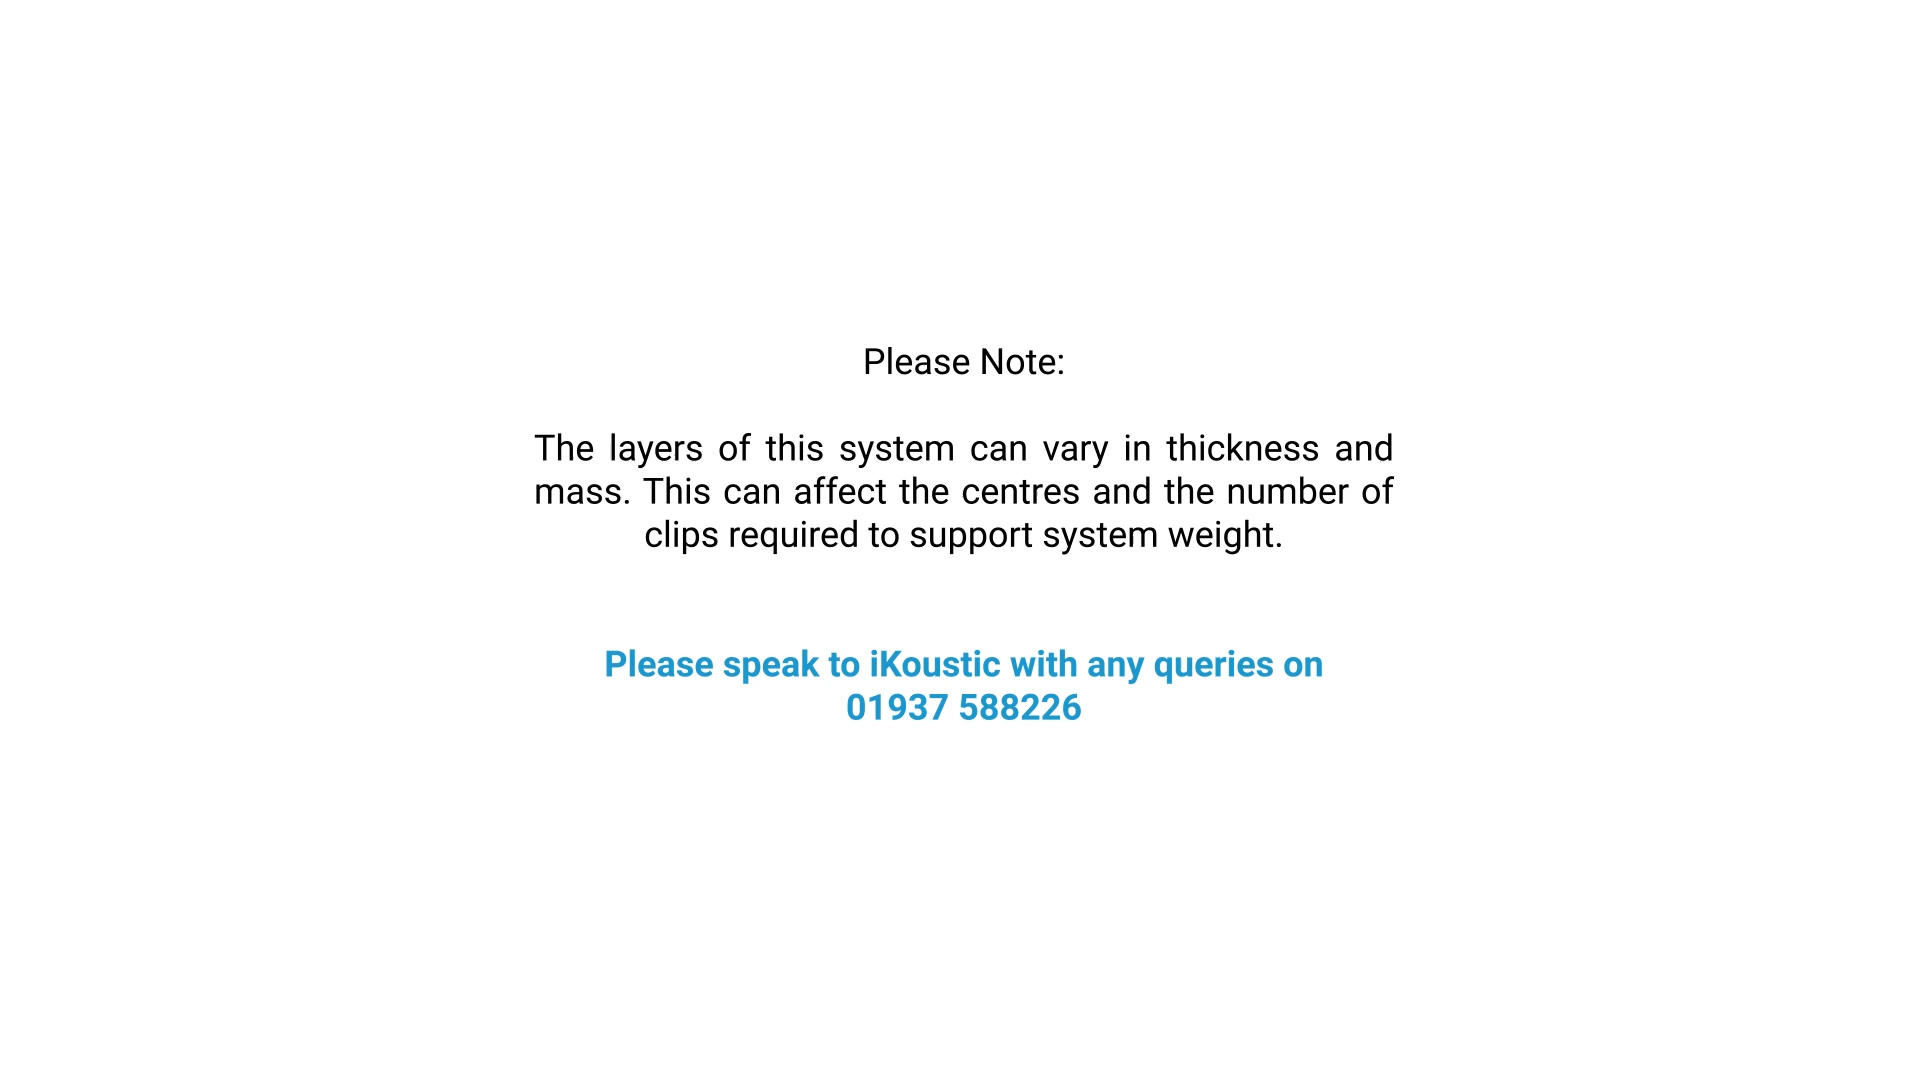 Please Note:
The layers of this system can vary in thickness and
mass. This can affect the centres and the number of
clips required to support system weight.
Please speak to iKoustic with any queries on
01937 588226